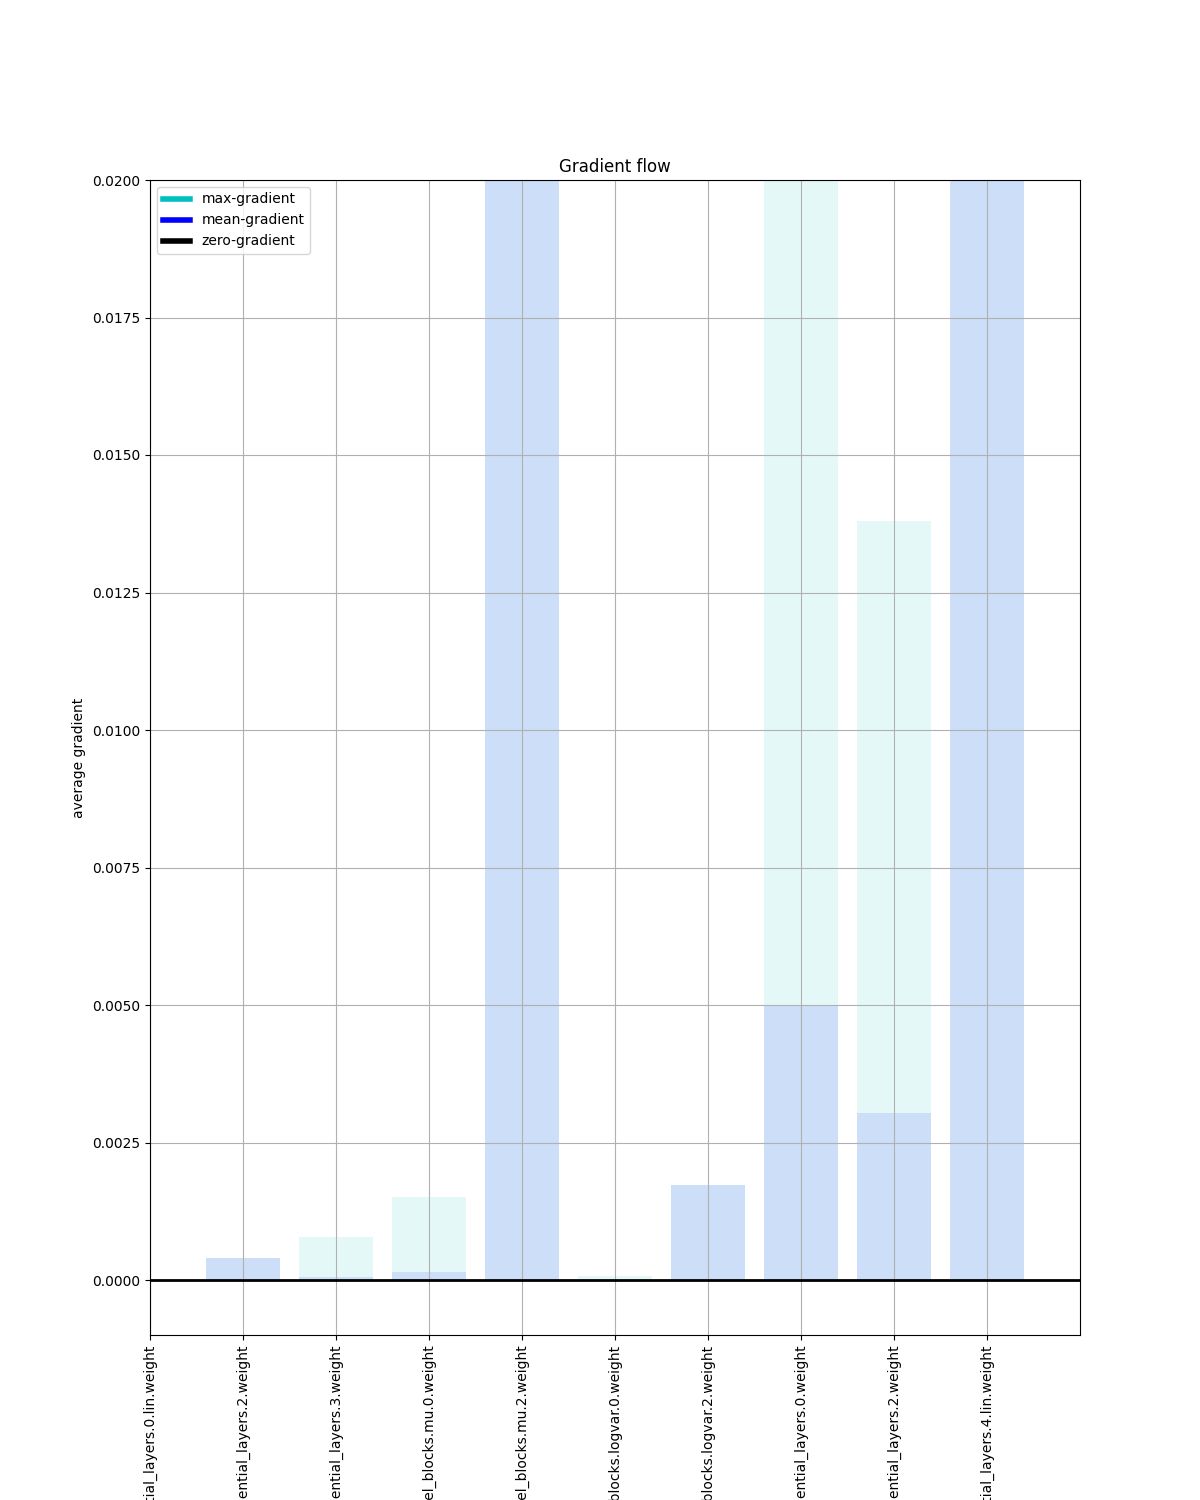 Gradient flow
max-gradient
mean-gradient
zero-gradient
0.0200
0.0175
0.0150
0.0125
0.0100
0.0075
0.0050
0.0025
0.0000
average gradient
tial_layers.0.lin.weight
ential_layers.2.weight
ential_layers.3.weight
el_blocks.mu.0.weight
el_blocks.mu.2.weight
blocks.logvar.0.weight
blocks.logvar.2.weight
ential_layers.0.weight
ential_layers.2.weight
tial_layers.4.lin.weight